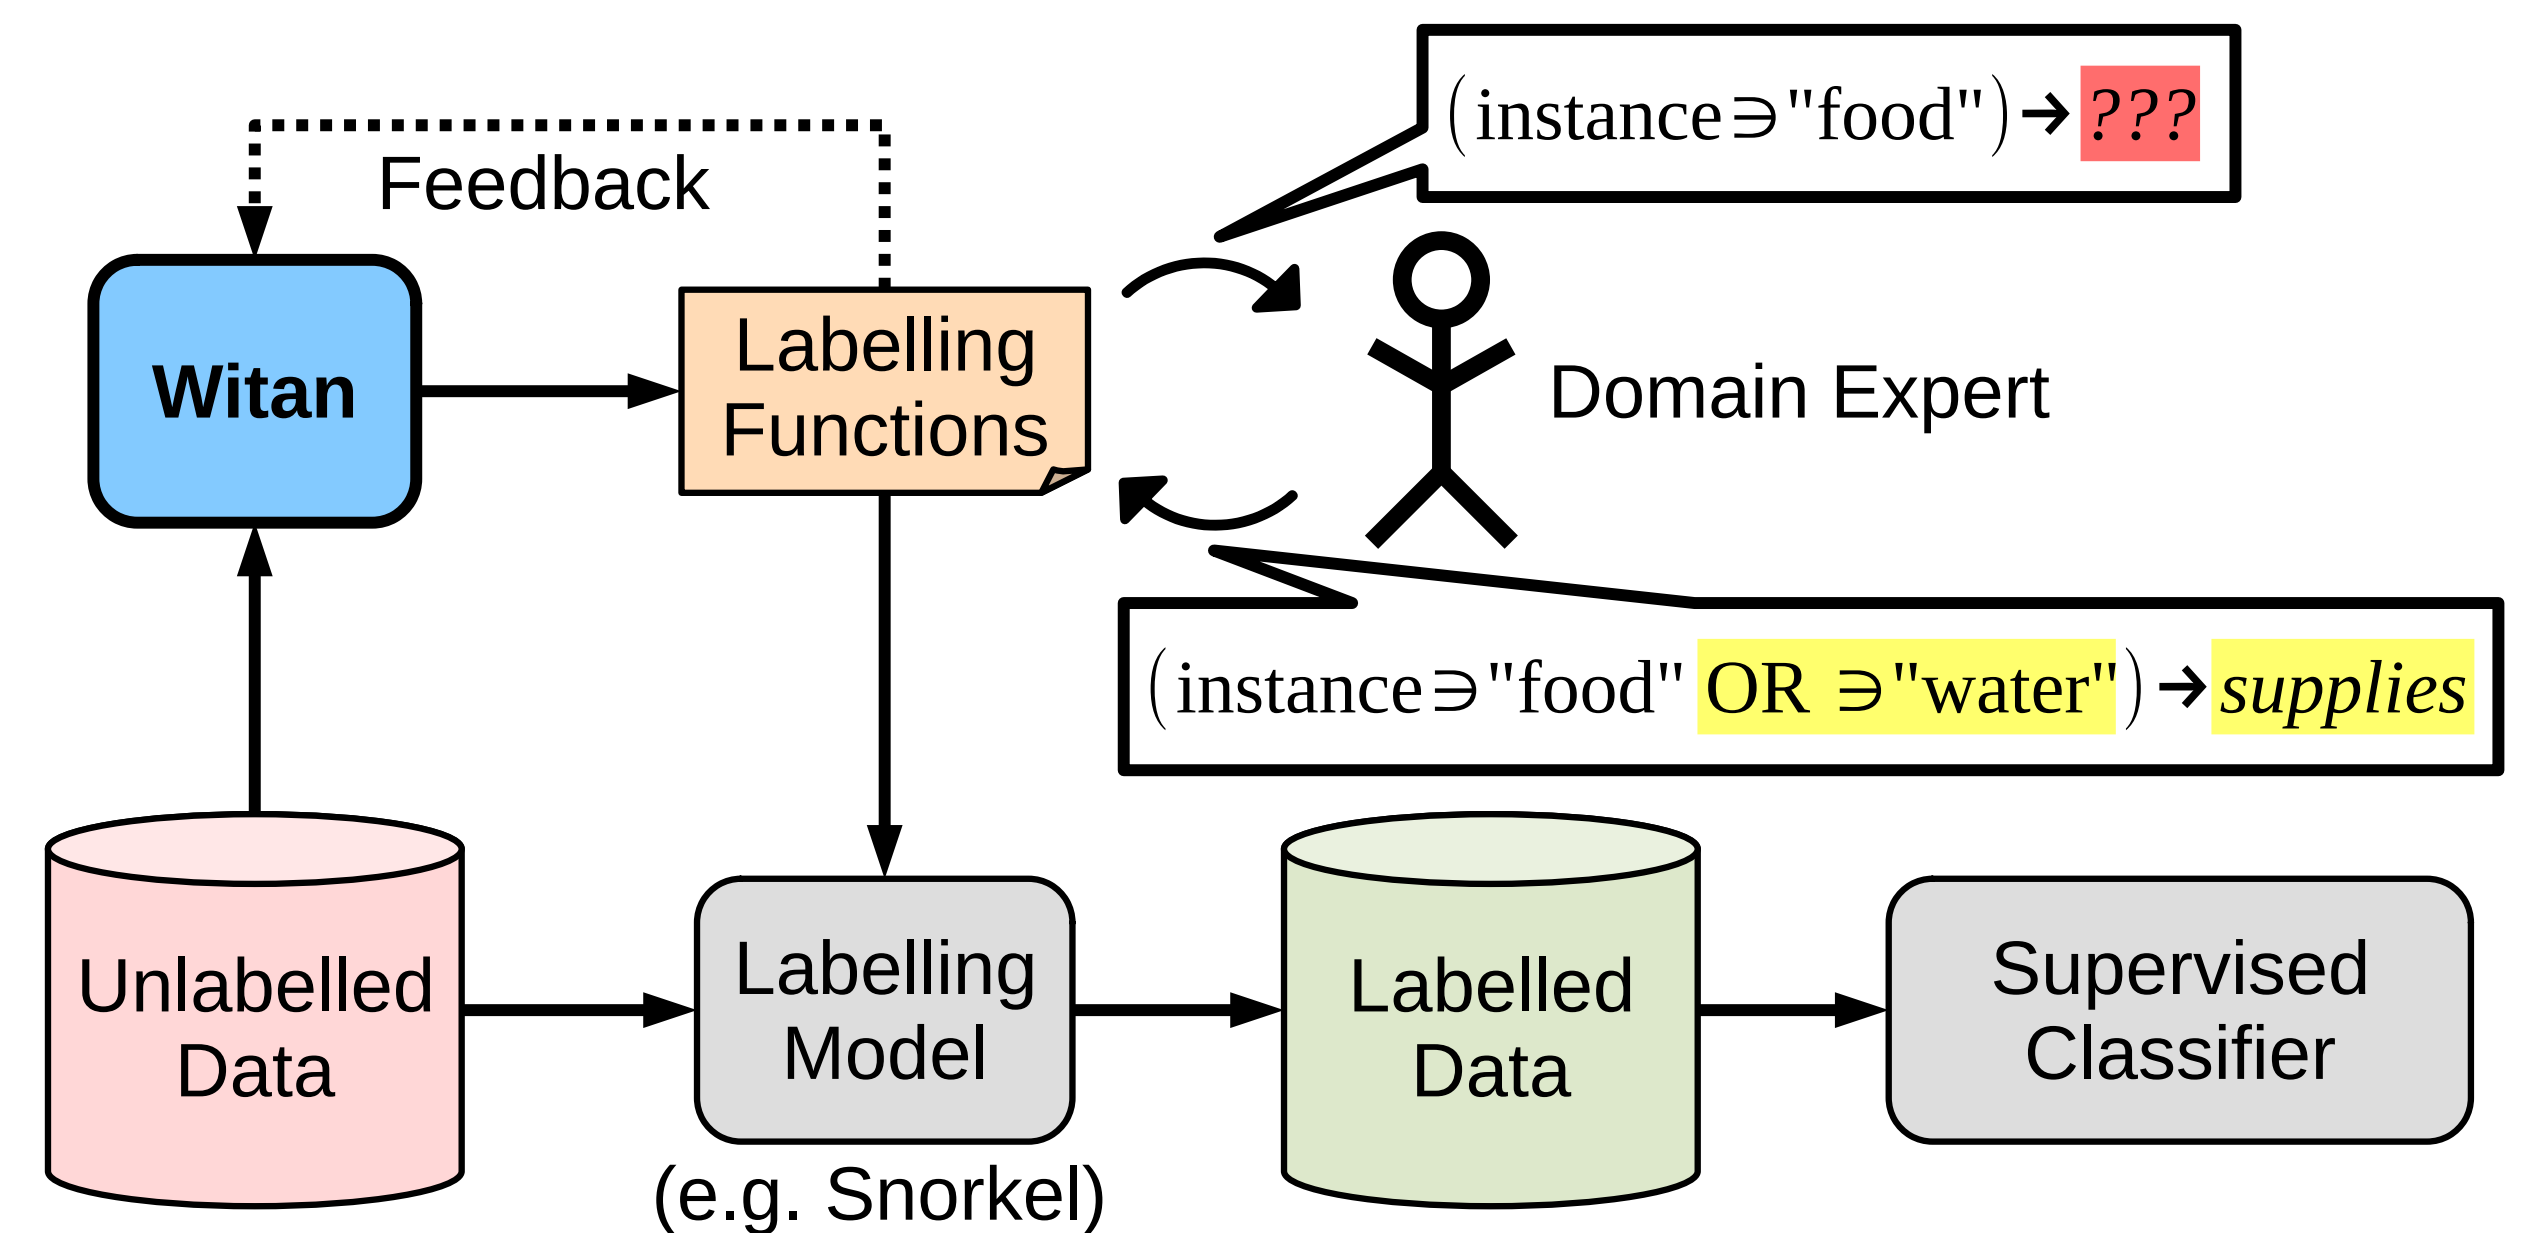 (instance∋"food")→???
Feedback
Witan
Labelling
Functions
Domain Expert
(instance∋"food" OR ∋"water")→supplies
Unlabelled
Data
Labelling
Model
(e.g. Snorkel)
Labelled
Data
Supervised
Classifier